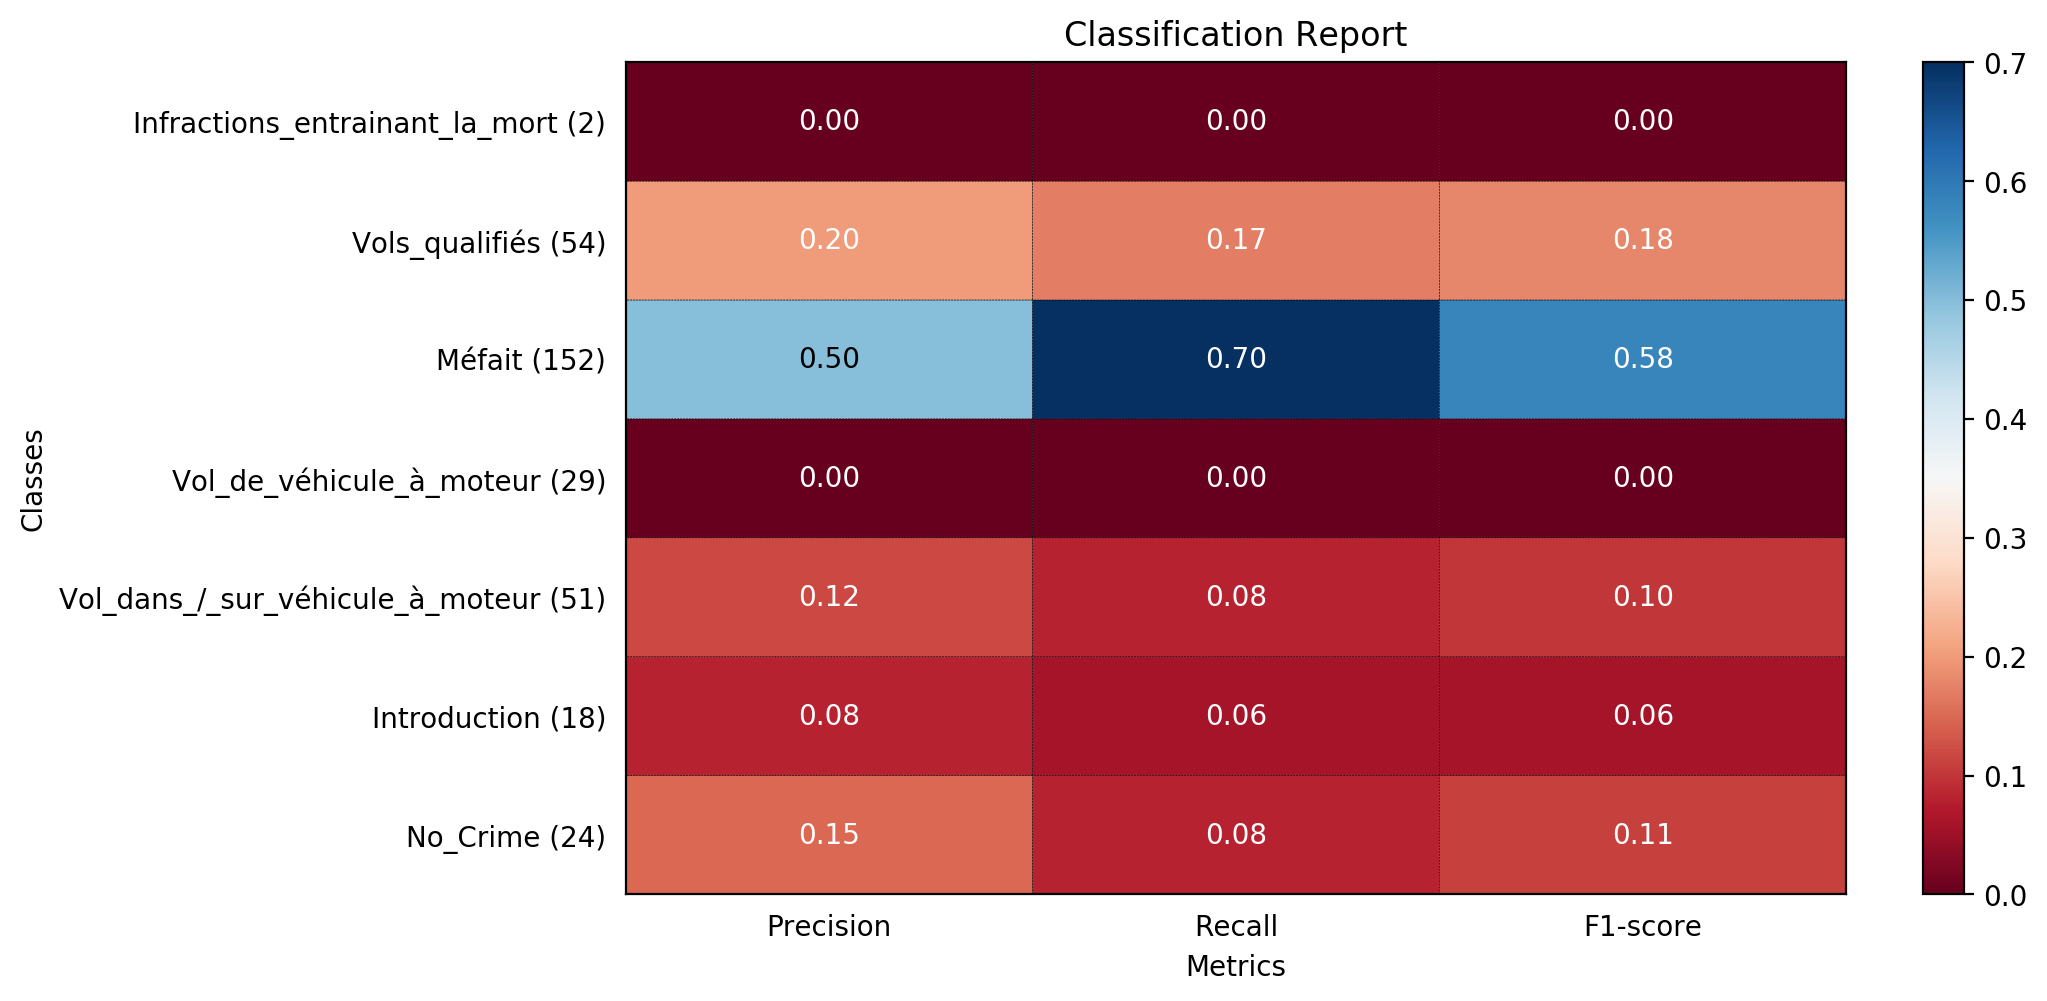 Classification Report
Infractions_entrainant_la_mort (2)
0.00 0.00 0.00
Vols_qualifiés (54)
0.20 0.17 0.18
Méfait (152)
0.50 0.70 0.58
Vol_de_véhicule_à_moteur (29)
0.00 0.00 0.00
Vol_dans_/_sur_véhicule_à_moteur (51)
0.12 0.08 0.10
Introduction (18)
0.08 0.06 0.06
No_Crime (24)
0.15 0.08 0.11
Classes
Precision Recall F1-score
Metrics
0.7
0.6
0.5
0.4
0.3
0.2
0.1
0.0